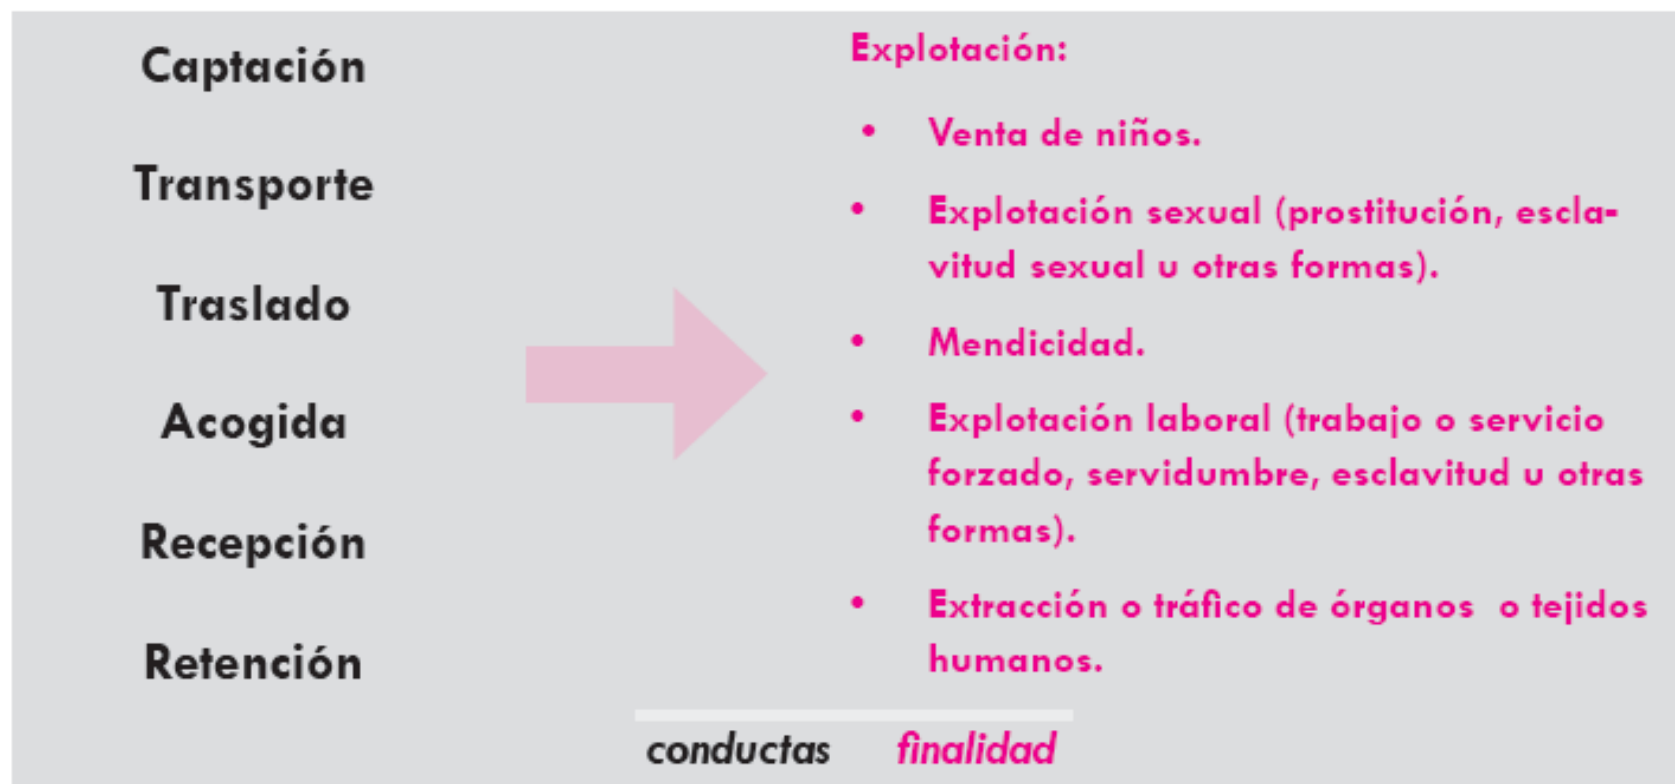 Captación
Transporte
Traslado
Acogida
Recepción
Retención
Explotación:
• Venta de niños.
• Explotación sexual (prostitución, escla-
vitud sexual u otras formas).
• Mendicidad.
• Explotación laboral (trabajo o servicio
forzado, servidumbre, esclavitud u otras
formas).
• Extracción o tráfico de órganos o tejidos
humanos.
conductas finalidad